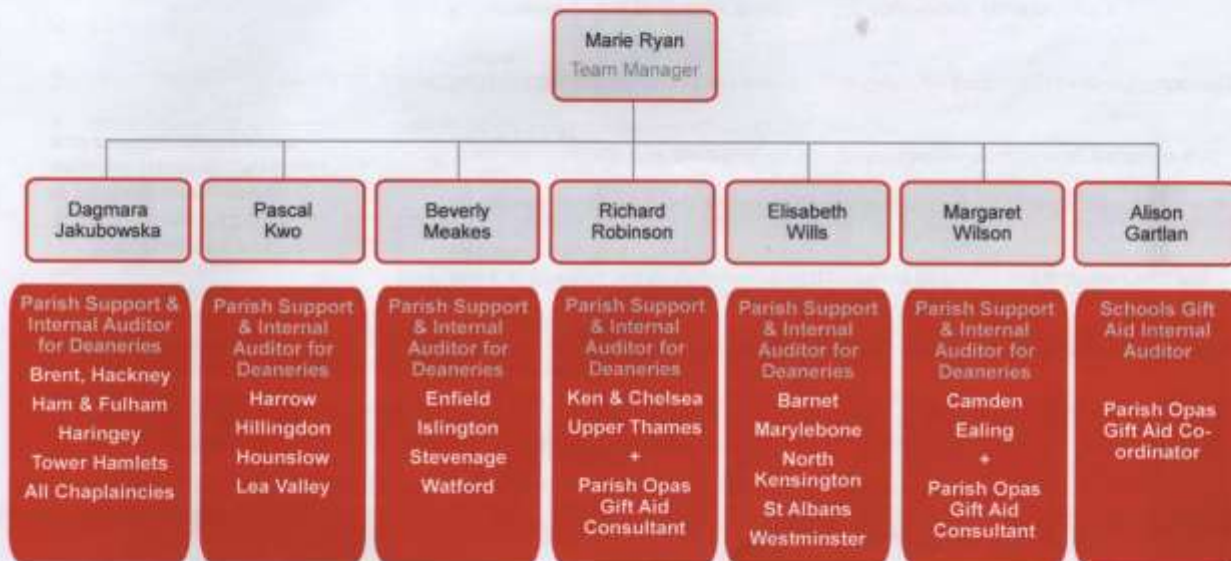 Marie Ryan
Team Manager
Dagmara
Jakubowska
Parish Support &
Internal Auditor
for Deaneries
Brent, Hackney
Ham & Fulham
Haringey
Tower Hamlets
All Chaplaincies
Pascal
Kwo
Parish Support
& Internal
Auditor for
Deaneries
Harrow
Hillingdon
Hounslow
Lea Valley
Beverly
Meakes
Parish Support
& Internal
Auditor for
Deaneries
Enfield
Islington
Stevenage
Watford
Richard
Robinson
Parish Support
& Internal
Auditor for
Deaneries
Ken & Chelsea
Upper Thames
+
Parish Opas
Gift Aid
Consultant
Elisabeth
Wills
Parish Support
& Internal
Auditor for
Deaneries
Barnet
Marylebone
North
Kensington
St Albans
Westminster
Margaret
Wilson
Parish Support
& Internal
Auditor for
Deaneries
Camden
Ealing
+
Parish Opas
Gift Aid
Consultant
Alison
Gartlan
Schools Gift
Aid Internal
Auditor
Parish Opas
Gift Aid Co-
ordinator